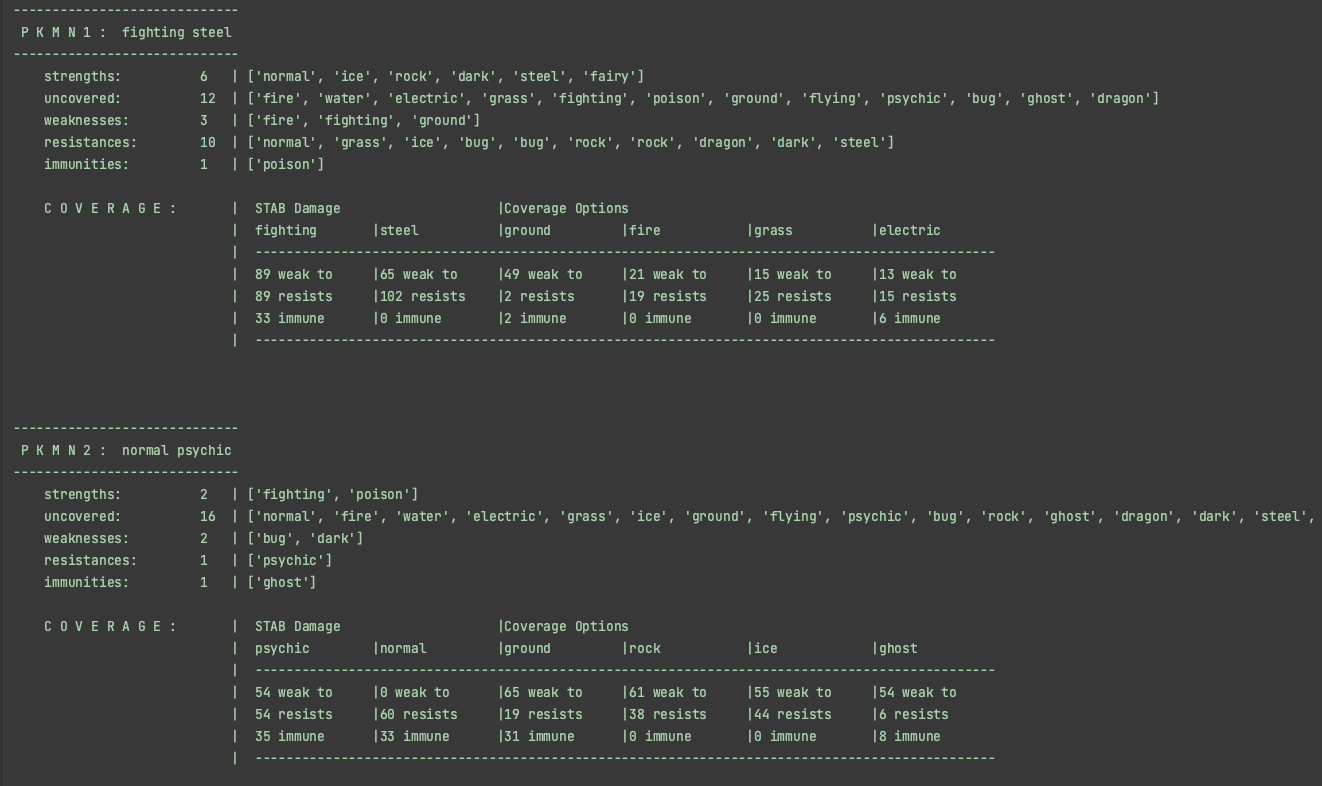 -----------------------------
P K M N 1 :  fighting steel
-----------------------------
strengths:          6   | ['normal', 'ice', 'rock', 'dark', 'steel', 'fairy']
uncovered:          12  | ['fire', 'water', 'electric', 'grass', 'fighting', 'poison', 'ground', 'flying', 'psychic', 'bug', 'ghost', 'dragon']
weaknesses:         3   | ['fire', 'fighting', 'ground']
resistances:        10  | ['normal', 'grass', 'ice', 'bug', 'bug', 'rock', 'rock', 'dragon', 'dark', 'steel']
immunities:         1   | ['poison']
C O V E R A G E :       |  STAB Damage                    |Coverage Options
|  fighting       |steel          |ground         |fire           |grass          |electric
|  -----------------------------------------------------------------------------------------------
|  89 weak to     |65 weak to     |49 weak to     |21 weak to     |15 weak to     |13 weak to
|  89 resists     |102 resists    |2 resists      |19 resists     |25 resists     |15 resists
|  33 immune      |0 immune       |2 immune       |0 immune       |0 immune       |6 immune
|  -----------------------------------------------------------------------------------------------
-----------------------------
P K M N 2 :  normal psychic
-----------------------------
strengths:          2   | ['fighting', 'poison']
uncovered:          16  | ['normal', 'fire', 'water', 'electric', 'grass', 'ice', 'ground', 'flying', 'psychic', 'bug', 'rock', 'ghost', 'dragon', 'dark', 'steel',
weaknesses:         2   | ['bug', 'dark']
resistances:        1   | ['psychic']
immunities:         1   | ['ghost']
C O V E R A G E :       |  STAB Damage                    |Coverage Options
|  psychic        |normal         |ground         |rock           |ice            |ghost
|  -----------------------------------------------------------------------------------------------
|  54 weak to     |0 weak to      |65 weak to     |61 weak to     |55 weak to     |54 weak to
|  54 resists     |60 resists     |19 resists     |38 resists     |44 resists     |6 resists
|  35 immune      |33 immune      |31 immune      |0 immune       |0 immune       |8 immune
|  -----------------------------------------------------------------------------------------------